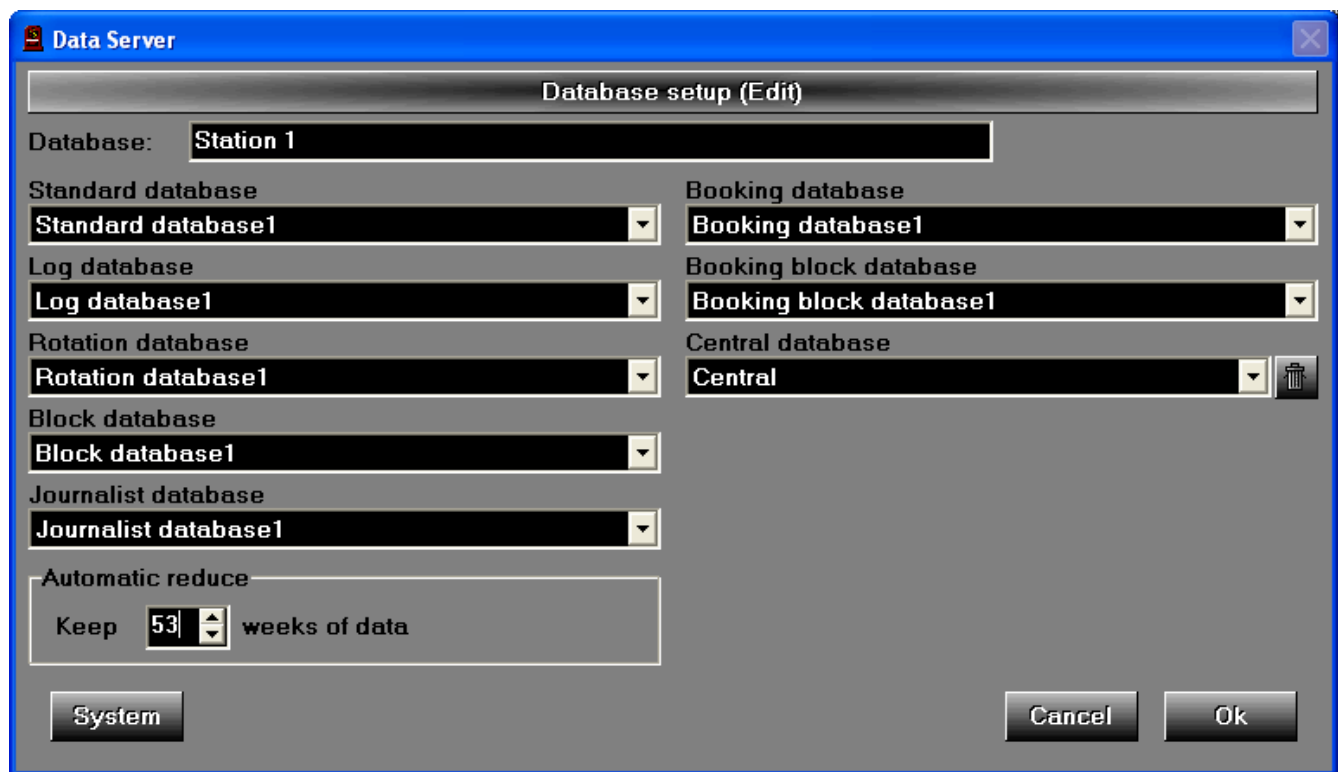 Data Server
Database setup (Edit)
Database: Station 1
Standard database
Standard database1
Log database
Log database1
Rotation database
Rotation database1
Block database
Block database1
Journalist database
Journalist database1
Automatic reduce
Keep 53 weeks of data
Booking database
Booking database1
Booking block database
Booking block database1
Central database
Central
System
Cancel
Ok